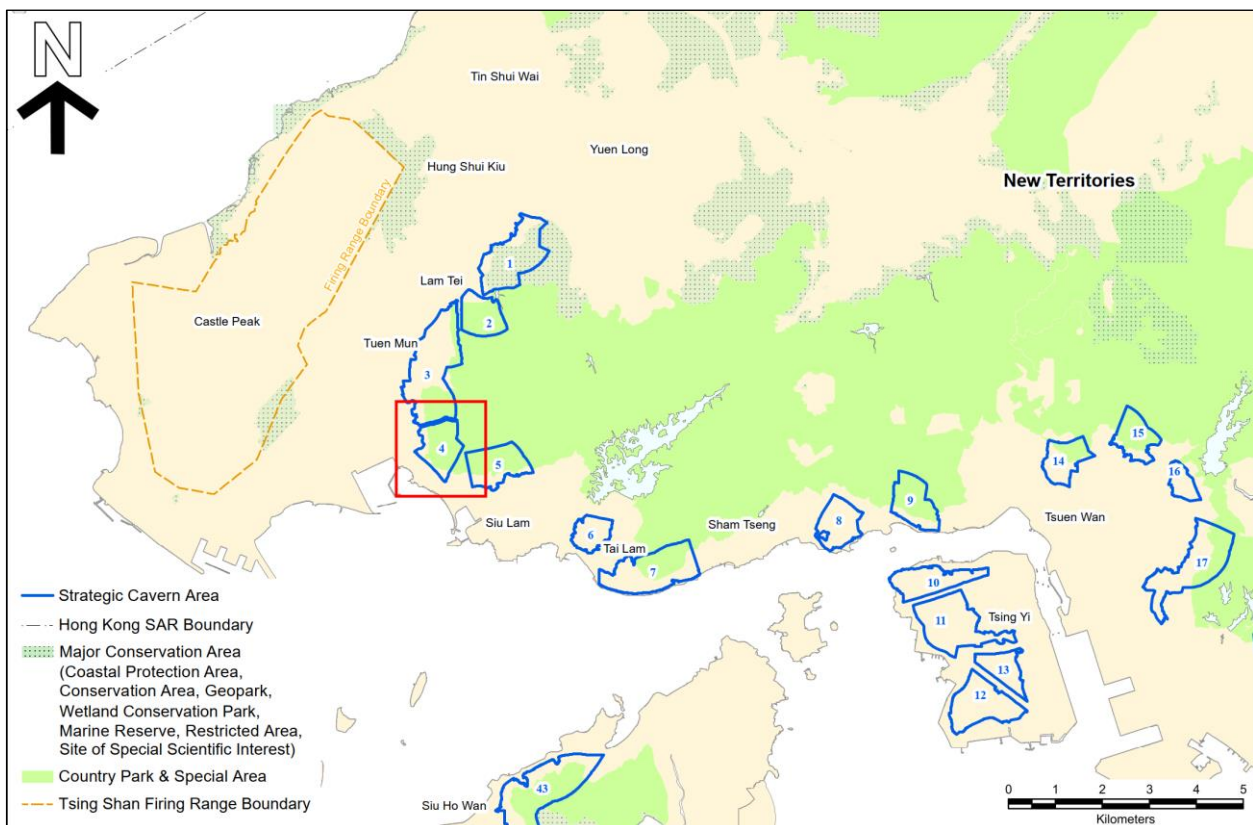 N
Tin Shui Wai
Yuen Long
Hung Shui Kiu
New Territories
Firing Range Boundary
1
Lam Tei
2
Castle Peak
Tuen Mun
3
4
5
15
14
16
9
8
Siu Lam
Sham Tseng
Tsuen Wan
6
Tai Lam
7
17
10
11
Tsing Yi
13
12
43
Siu Ho Wan
Strategic Cavern Area
Hong Kong SAR Boundary
Major Conservation Area
(Coastal Protection Area,
Conservation Area, Geopark,
Wetland Conservation Park,
Marine Reserve, Restricted Area,
Site of Special Scientific Interest)
Country Park & Special Area
Tsing Shan Firing Range Boundary
0 1 2 3 4 5
Kilometers